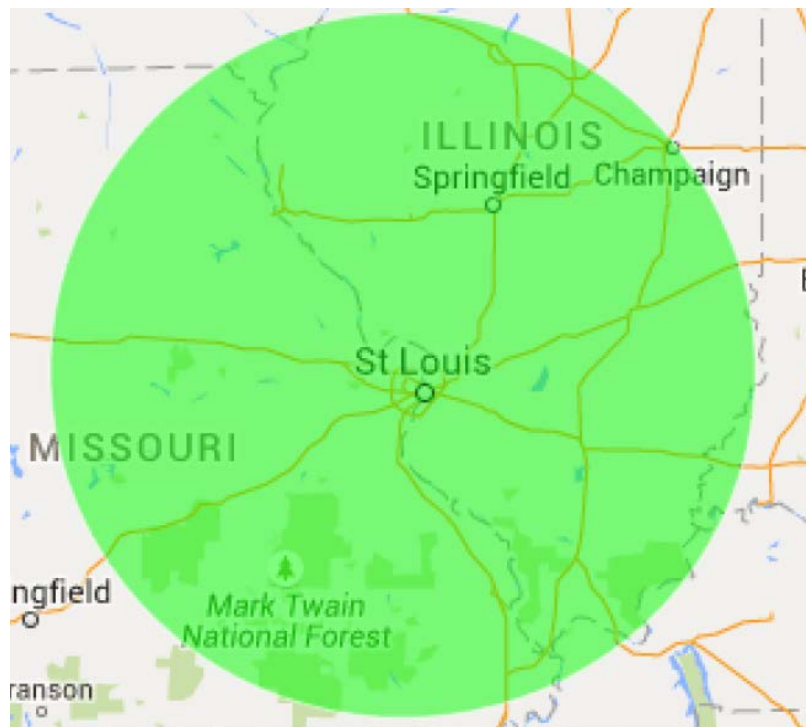 ILLINOIS
Springfield
Champaign
St Louis
MISSOURI
ngfield
Mark Twain
National Forest
ranson